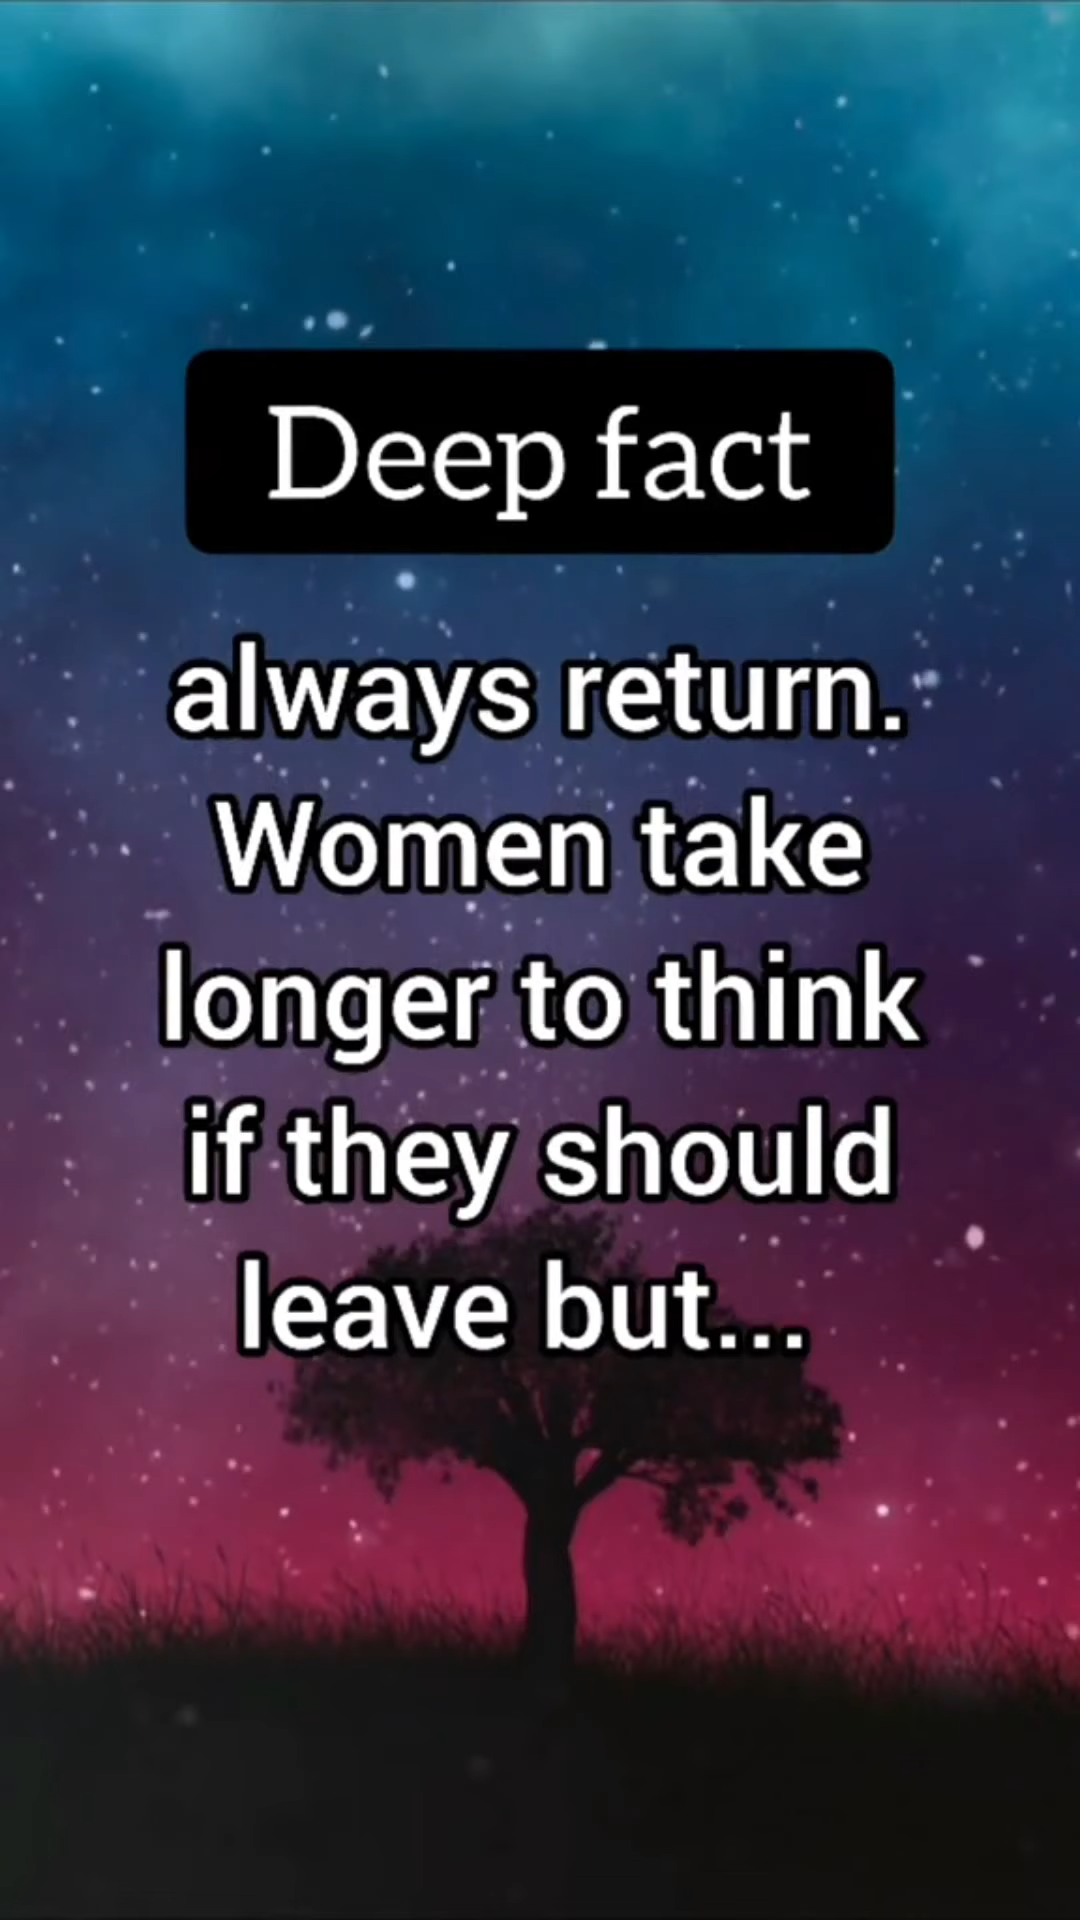 Deep fact
always return.
Women take
longer to think
if they should
leave but...